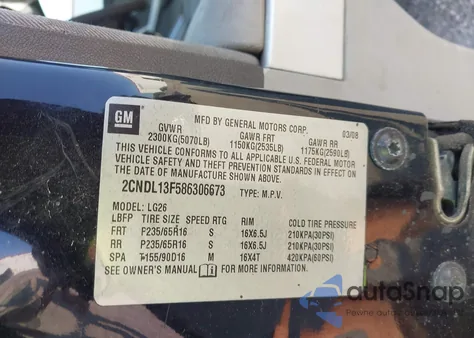 GM
MFD BY GENERAL MOTORS CORP. 03/08
GVWR GAWR FRT GAWR RR
2300KG(5070LB) 1150KG(2535LB) 1175KG(2590LB)
THIS VEHICLE CONFORMS TO ALL APPLICABLE U.S. FEDERAL MOTOR
VEHICLE SAFETY AND THEFT PREVENTION STANDARDS IN EFFECT ON
THE DATE OF MANUFACTURE SHOWN ABOVE.
2CNDL13F586306673 TYPE: M.P.V.
MODEL: LG26
LBFP TIRE SIZE SPEED RTG RIM COLD TIRE PRESSURE
FRT P235/65R16 S 16X6.5J 210KPA(30PSI)
RR P235/65R16 S 16X6.5J 210KPA(30PSI)
SPA T155/90D16 M 16X4T 420KPA(60PSI)
SEE OWNER'S MANUAL FOR MORE INFORMATION.
autoSnap